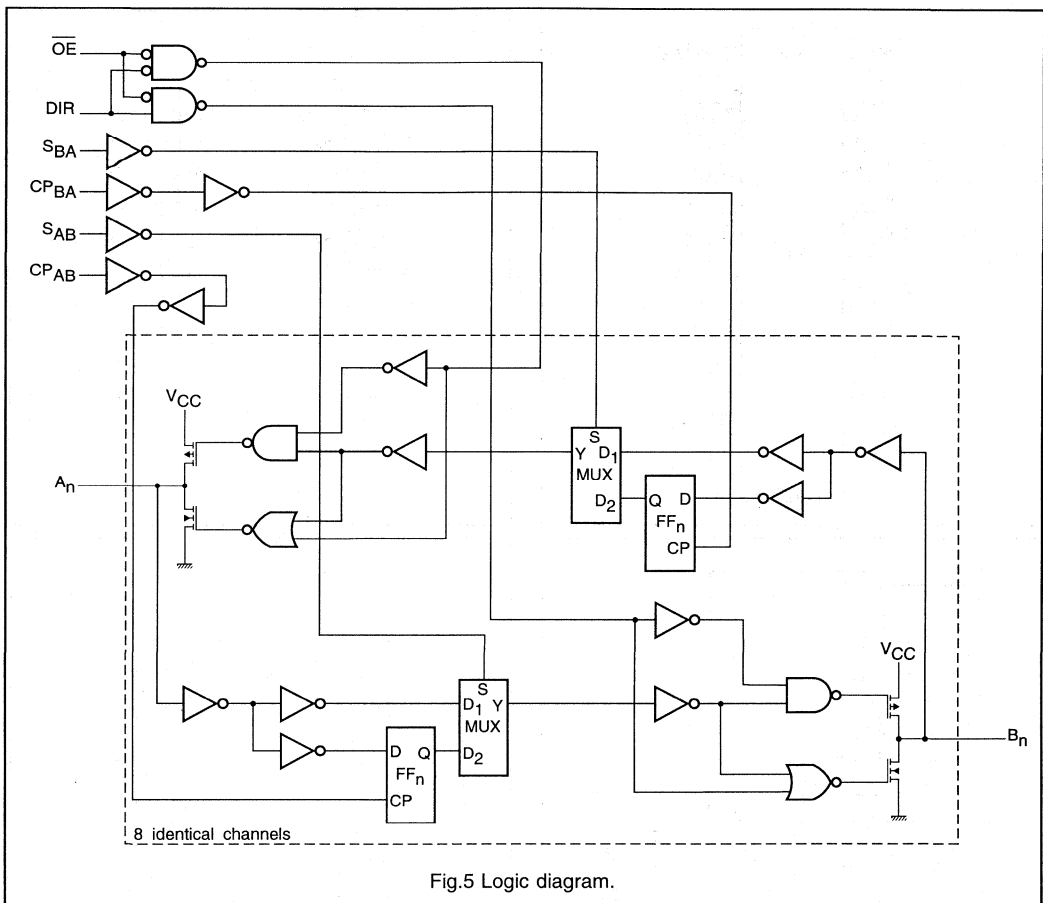 OE
DIR
SBA
CPBA
SAB
CPAB
VCC
An
S
Y D1
MUX
D2
Q D
FFn
CP
S
D1 Y
MUX
D2
D Q
FFn
CP
VCC
Bn
8 identical channels
Fig.5 Logic diagram.